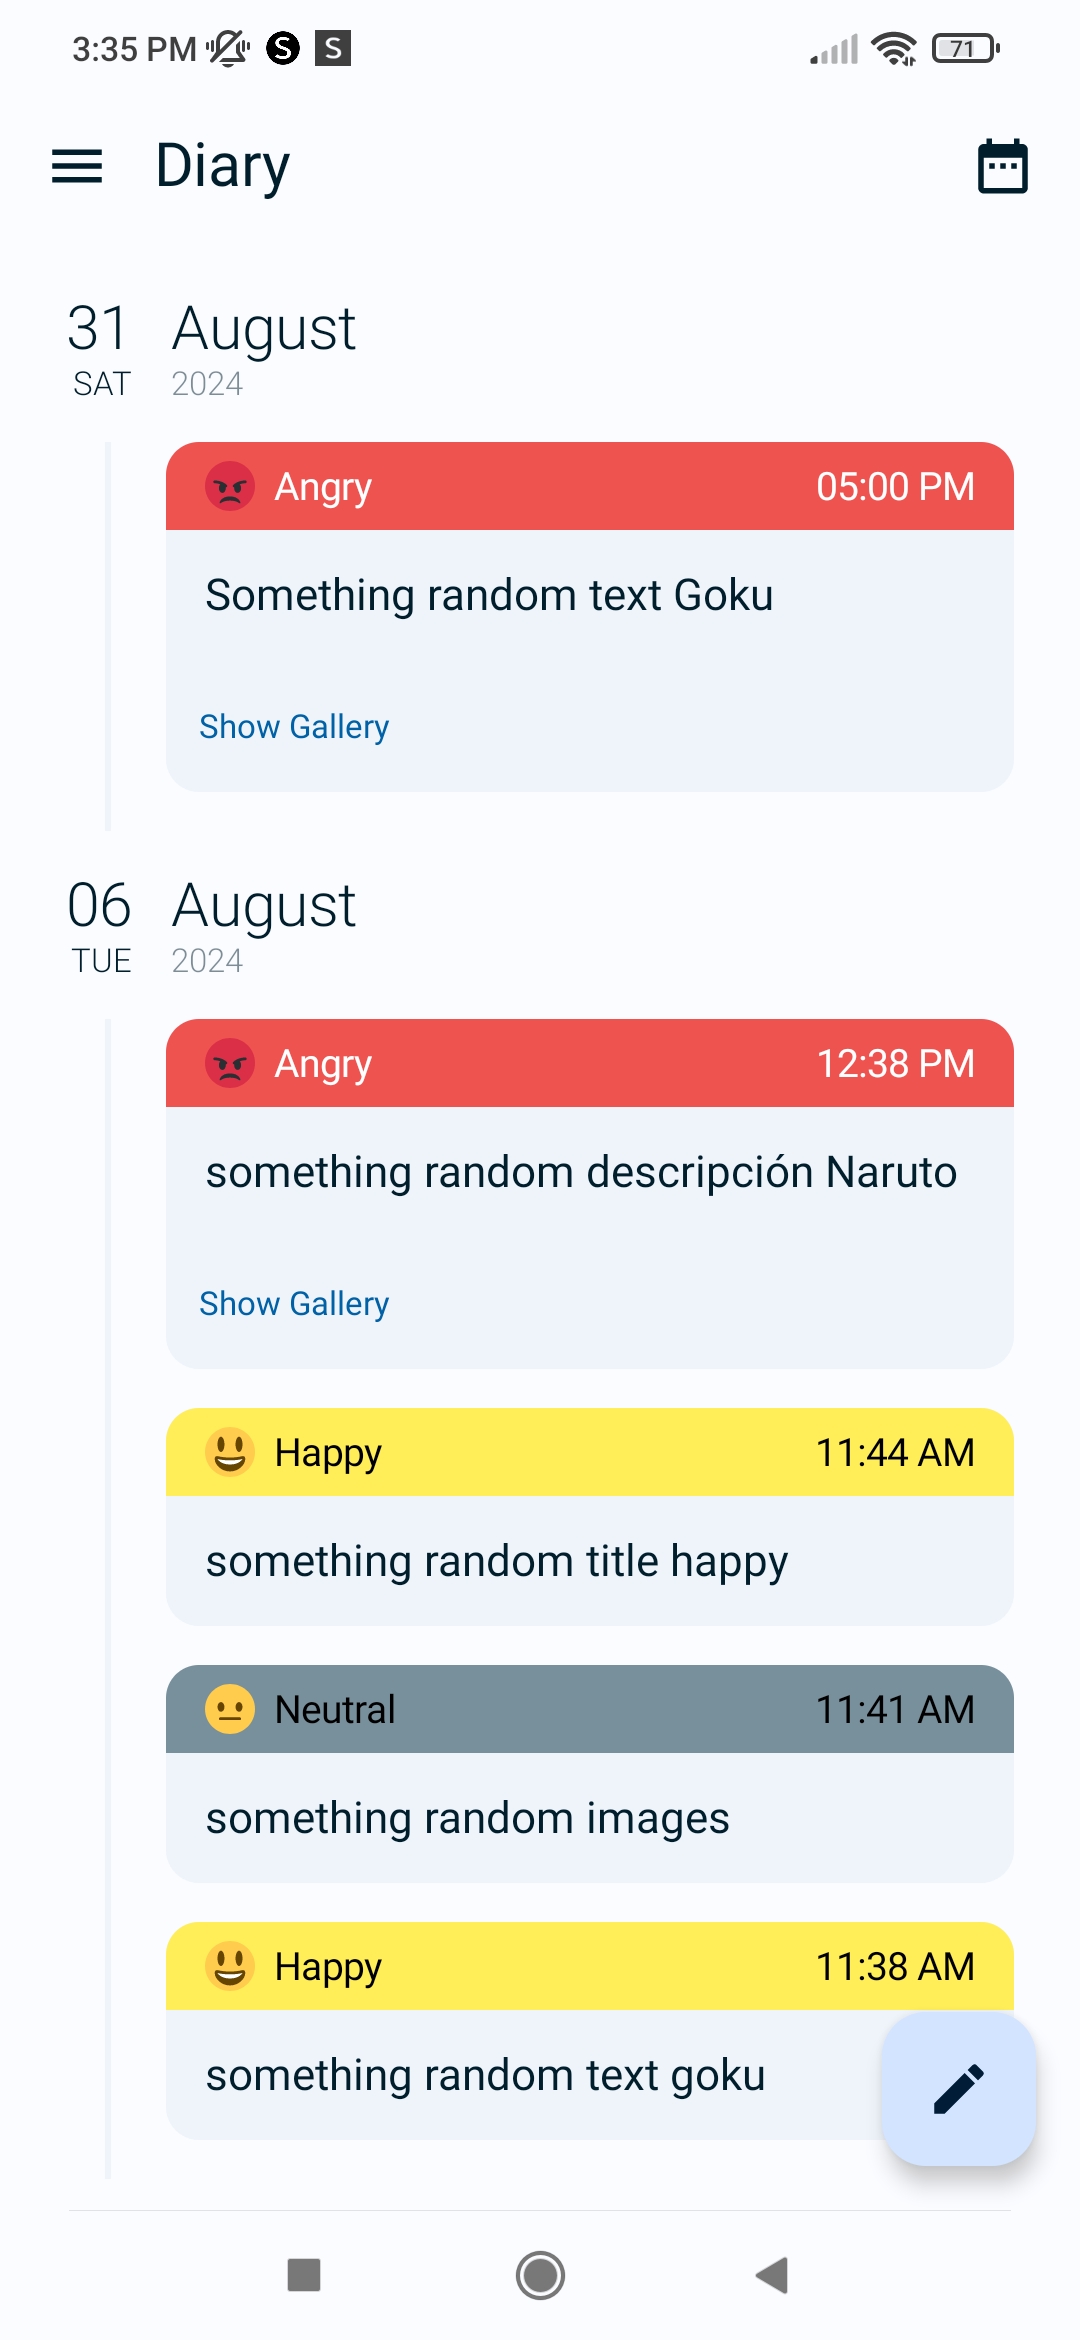 3:35 PM S S 71
Diary
31 August
SAT 2024
Angry 05:00 PM
Something random text Goku
Show Gallery
06 August
TUE 2024
Angry 12:38 PM
something random descripción Naruto
Show Gallery
Happy 11:44 AM
something random title happy
Neutral 11:41 AM
something random images
Happy 11:38 AM
something random text goku